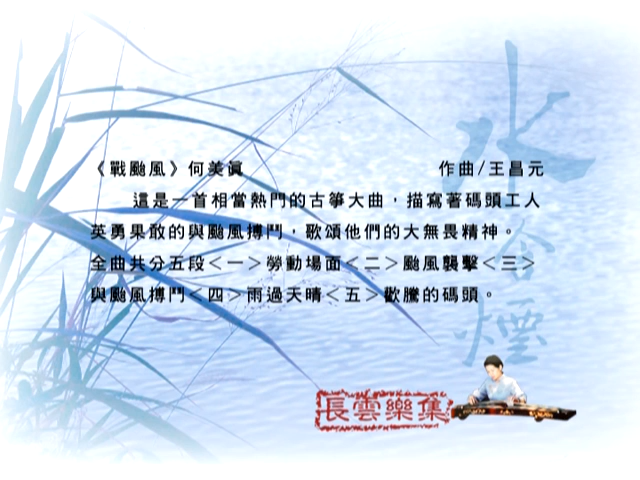 《戰颱風》何美眞 作曲/王昌元
這是一首相當熱門的古箏大曲，描寫著碼頭工人
英勇果敢的與颱風搏鬥，歌頌他們的大無畏精神。
全曲共分五段＜一＞勞動場面＜二＞颱風襲擊＜三＞
與颱風搏鬥＜四＞雨過天晴＜五＞歡騰的碼頭。
水
含
煙
長雲樂集